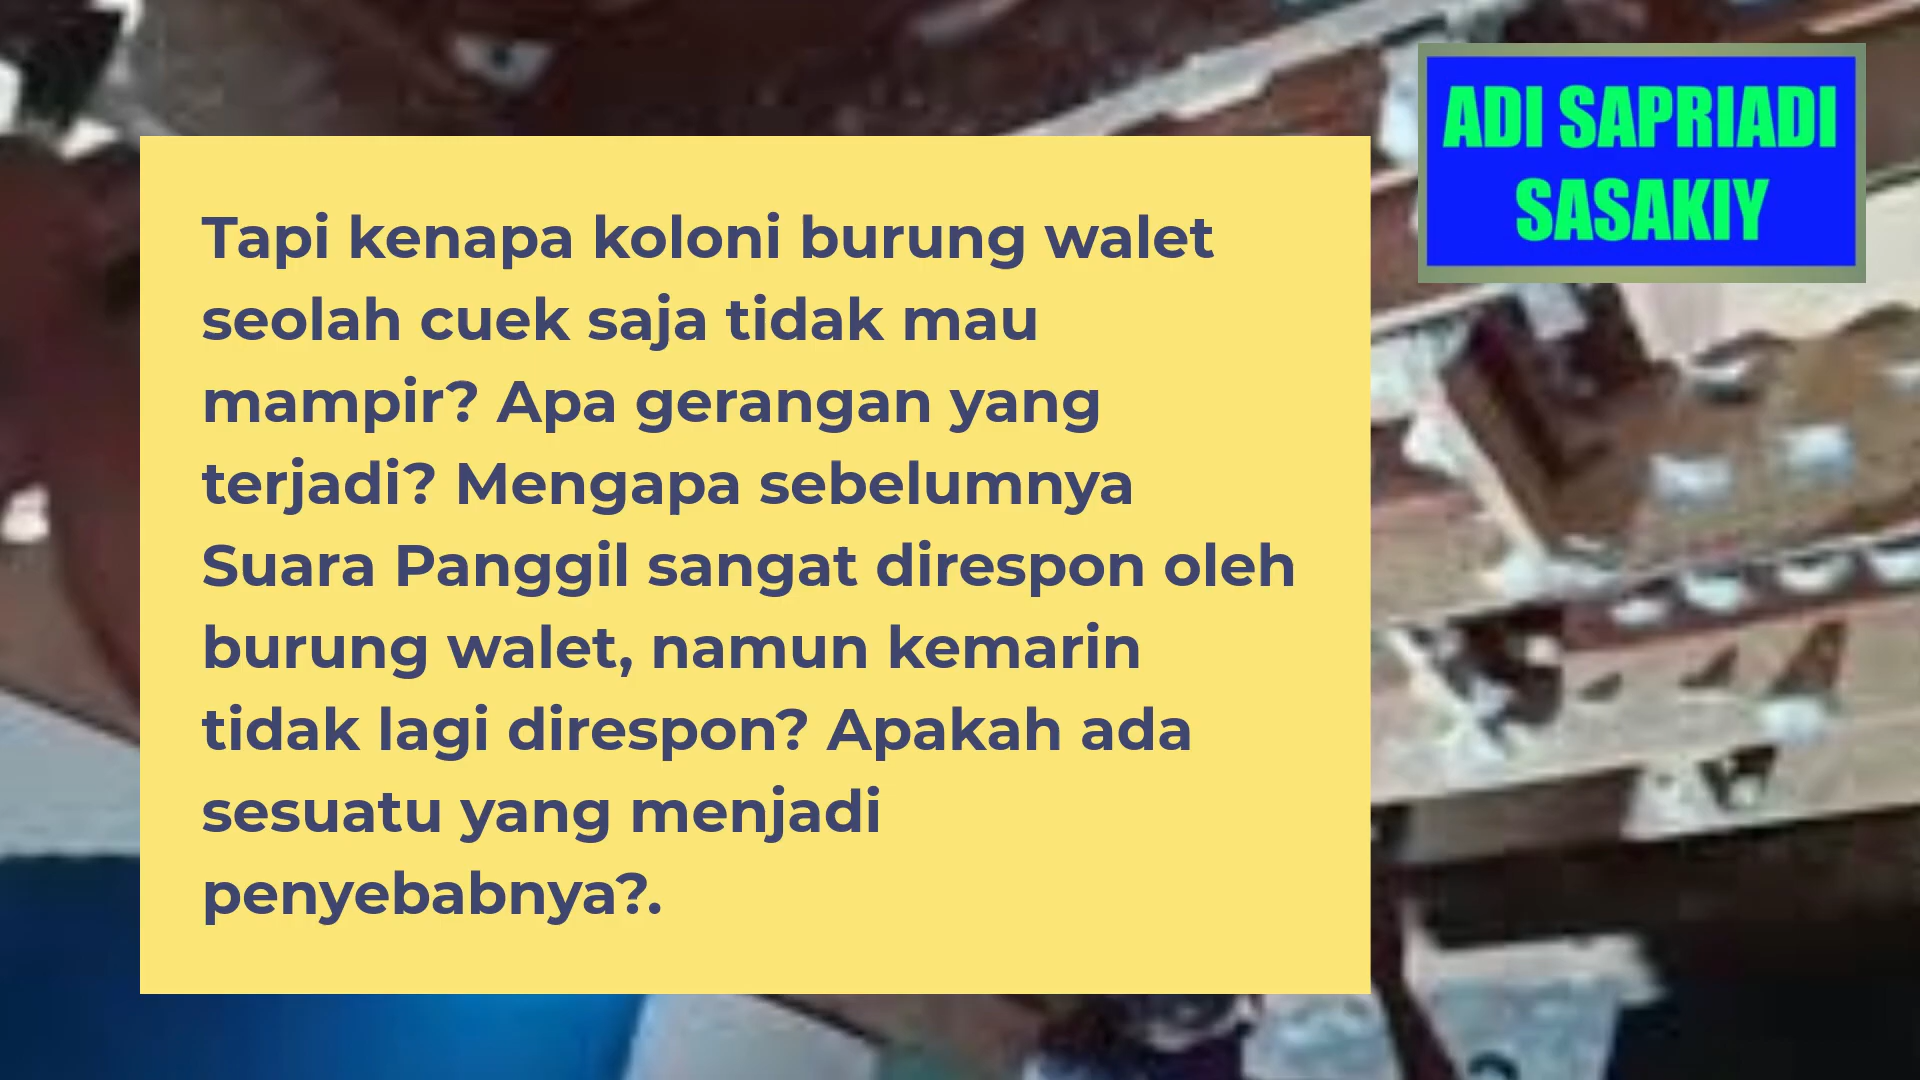 ADI SAPRIADI
SASAKIY
Tapi kenapa koloni burung walet
seolah cuek saja tidak mau
mampir? Apa gerangan yang
terjadi? Mengapa sebelumnya
Suara Panggil sangat direspon oleh
burung walet, namun kemarin
tidak lagi direspon? Apakah ada
sesuatu yang menjadi
penyebabnya?.